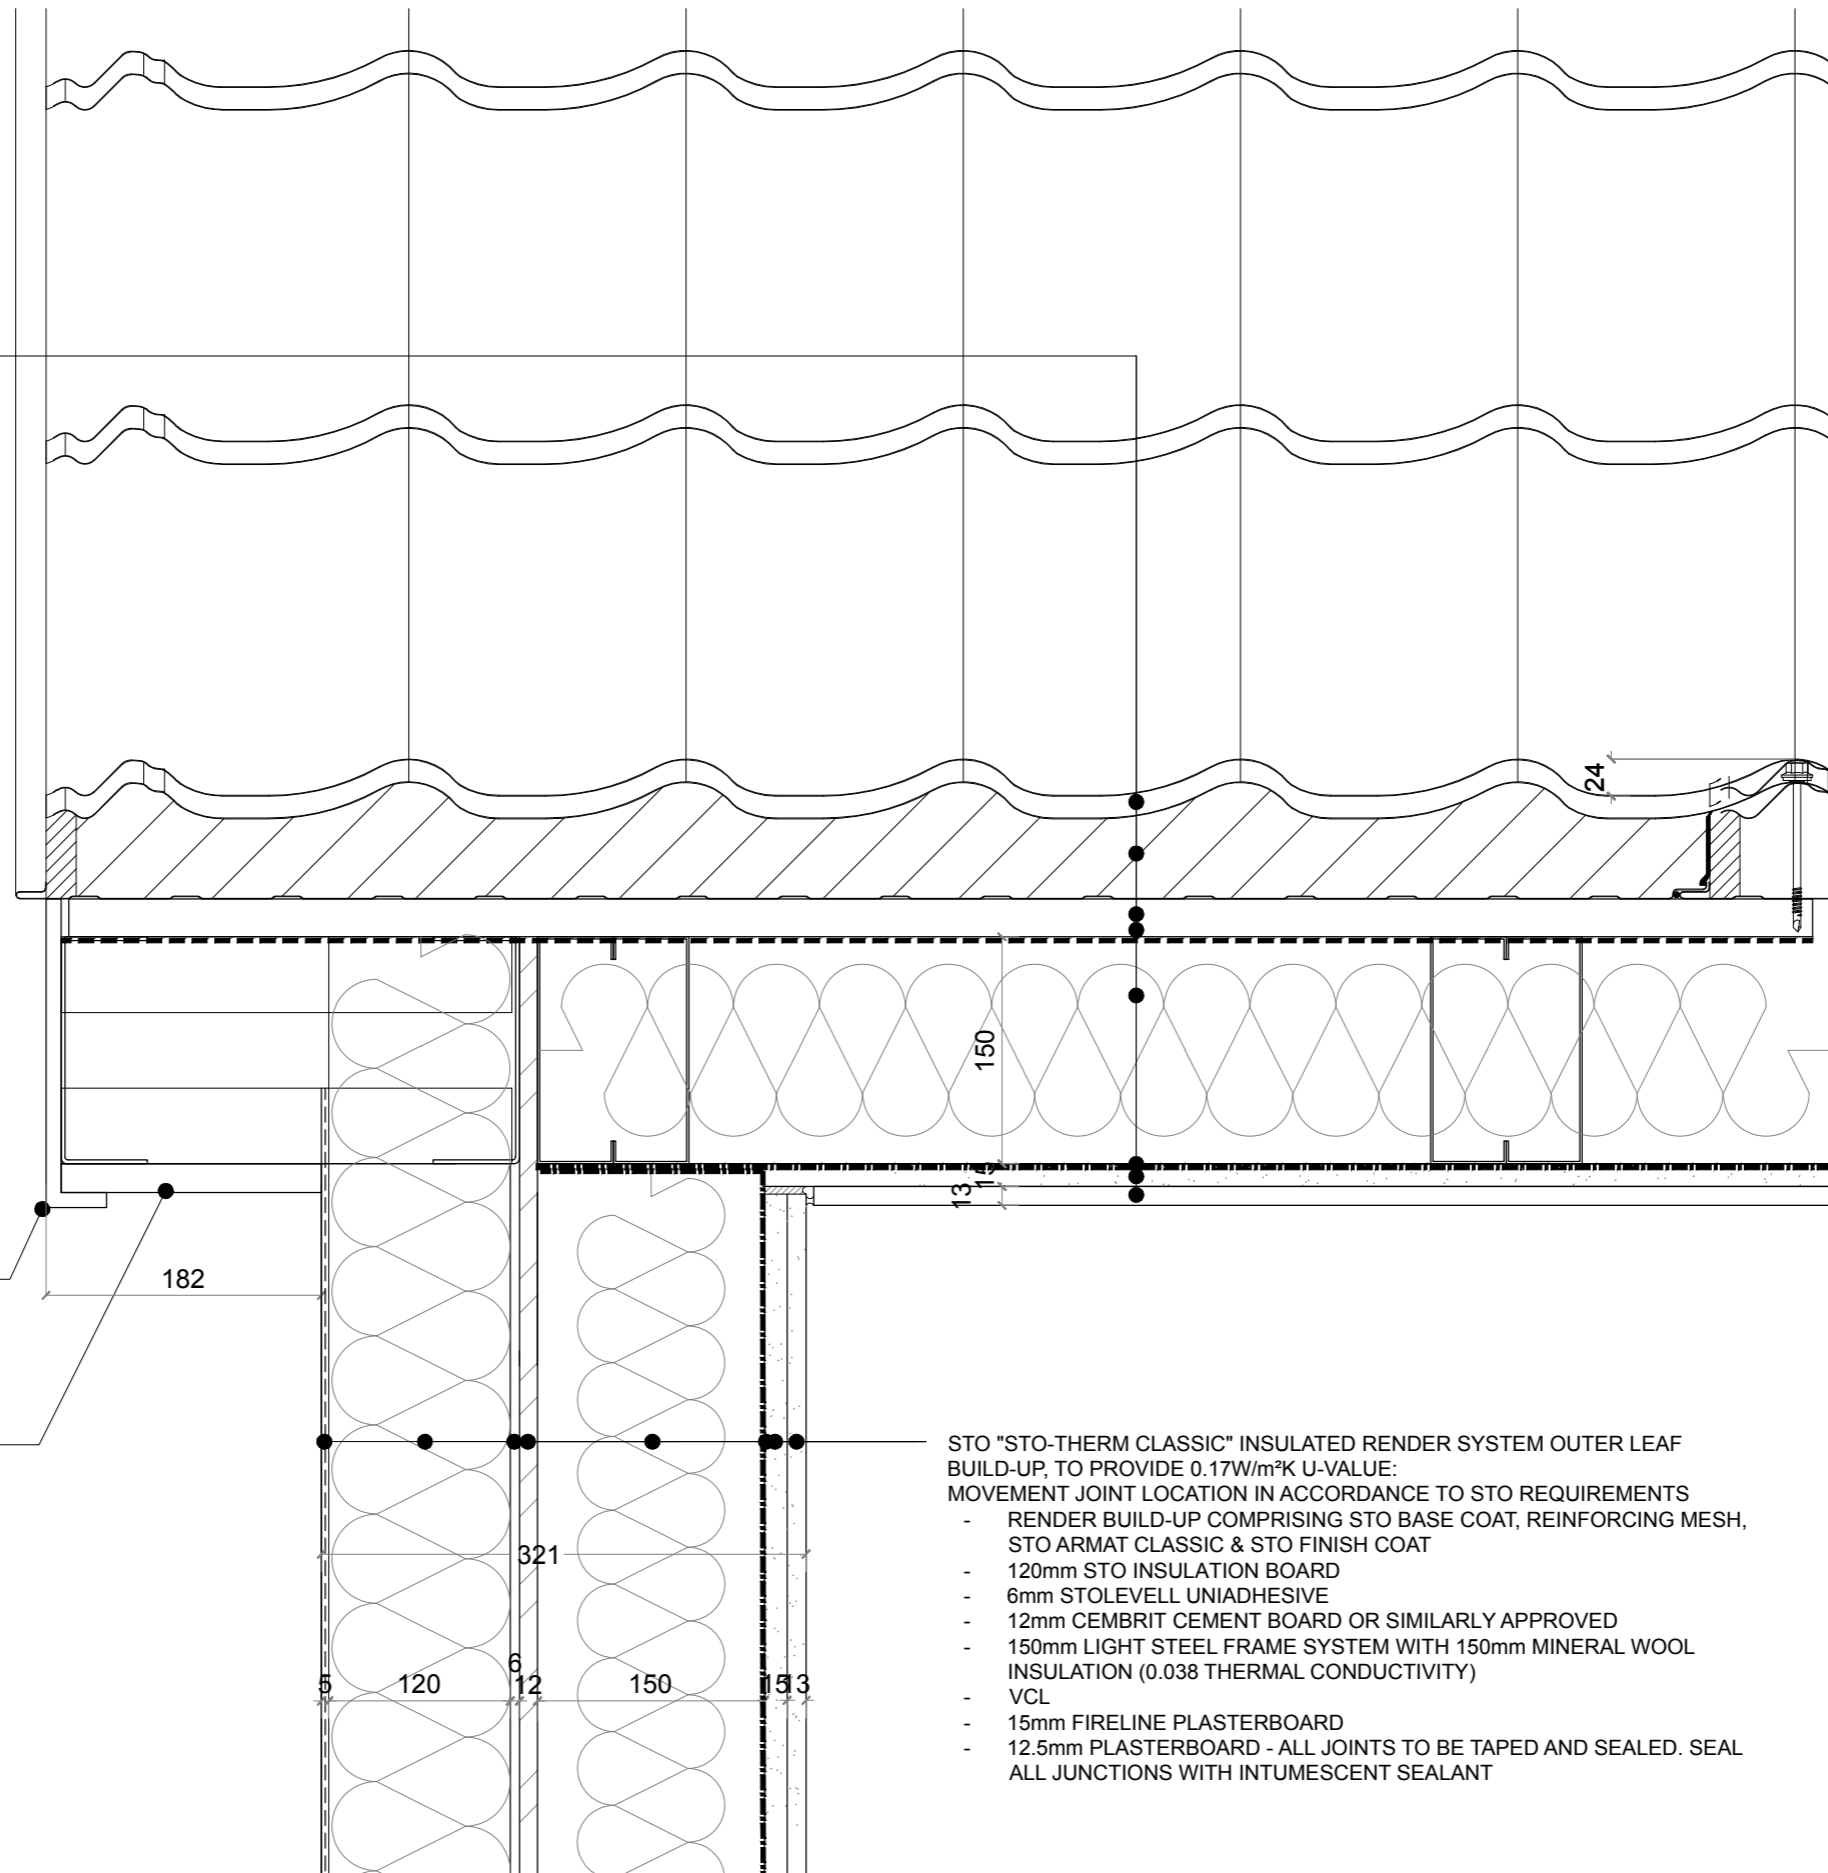 24
150
15
13
182
STO "STO-THERM CLASSIC" INSULATED RENDER SYSTEM OUTER LEAF
BUILD-UP, TO PROVIDE 0.17W/m²K U-VALUE:
MOVEMENT JOINT LOCATION IN ACCORDANCE TO STO REQUIREMENTS
- RENDER BUILD-UP COMPRISING STO BASE COAT, REINFORCING MESH,
STO ARMAT CLASSIC & STO FINISH COAT
- 120mm STO INSULATION BOARD
- 6mm STOLEVELL UNIADHESIVE
- 12mm CEMBRIT CEMENT BOARD OR SIMILARLY APPROVED
- 150mm LIGHT STEEL FRAME SYSTEM WITH 150mm MINERAL WOOL
INSULATION (0.038 THERMAL CONDUCTIVITY)
- VCL
- 15mm FIRELINE PLASTERBOARD
- 12.5mm PLASTERBOARD - ALL JOINTS TO BE TAPED AND SEALED. SEAL
ALL JUNCTIONS WITH INTUMESCENT SEALANT
321
5 120 6 12 150 15 13